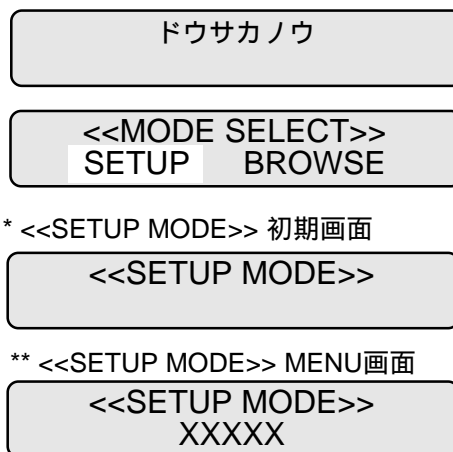 ドウサカノウ
<<MODE SELECT>>
SETUP BROWSE
* <<SETUP MODE>> 初期画面
<<SETUP MODE>>
** <<SETUP MODE>> MENU画面
<<SETUP MODE>>
XXXXX